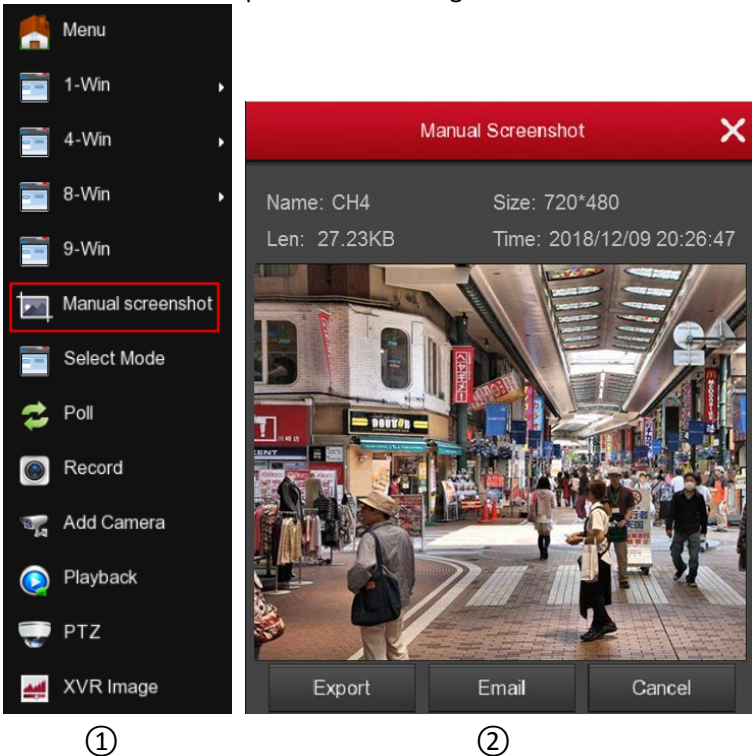 Menu
1-Win
4-Win
8-Win
9-Win
Manual screenshot
Select Mode
Poll
Record
Add Camera
Playback
PTZ
XVR Image
①
Manual Screenshot
Name: CH4
Size: 720*480
Len: 27.23KB
Time: 2018/12/09 20:26:47
DOUTOR
McDonald's
Export
Email
Cancel
②